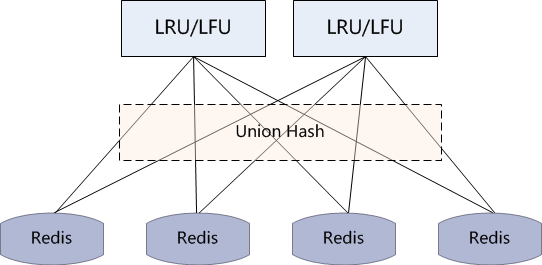 LRU/LFU LRU/LFU
Union Hash
Redis Redis Redis Redis